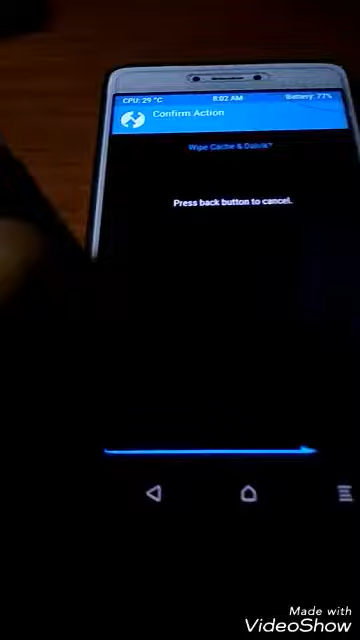 CPU: 29 °C 8:02 AM Battery: 77%
Confirm Action
Wipe Cache & Dalvik?
Press back button to cancel.
Made with
VideoShow